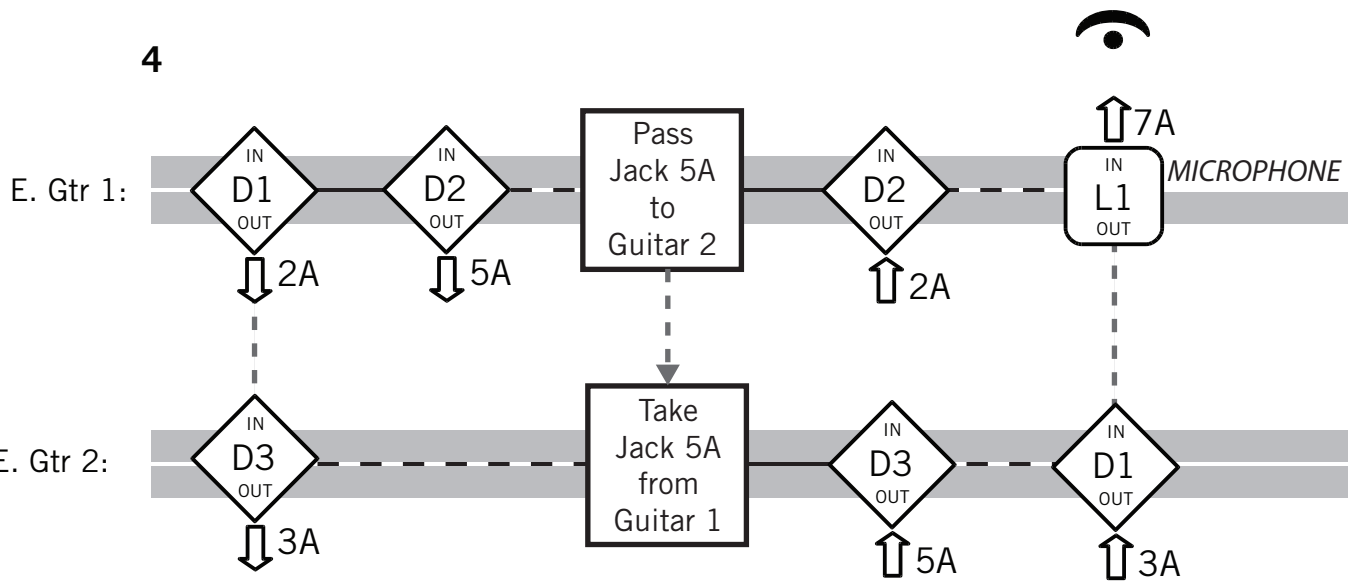 4
E. Gtr 1:
IN
D1
OUT
2A
IN
D2
OUT
5A
Pass
Jack 5A
to
Guitar 2
IN
D2
OUT
2A
7A
IN
L1
OUT
MICROPHONE
E. Gtr 2:
IN
D3
OUT
3A
Take
Jack 5A
from
Guitar 1
IN
D3
OUT
5A
IN
D1
OUT
3A